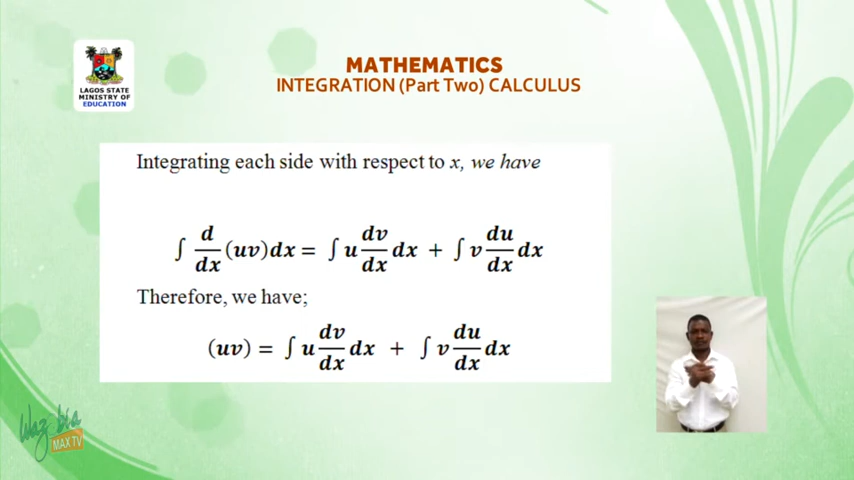 LAGOS STATE
MINISTRY OF
EDUCATION
MATHEMATICS
INTEGRATION (Part Two) CALCULUS
Integrating each side with respect to x, we have
∫ d/dx (uv)dx = ∫ u dv/dx dx + ∫ v du/dx dx
Therefore, we have;
(uv) = ∫ u dv/dx dx + ∫ v du/dx dx
Wazobia
MAX TV